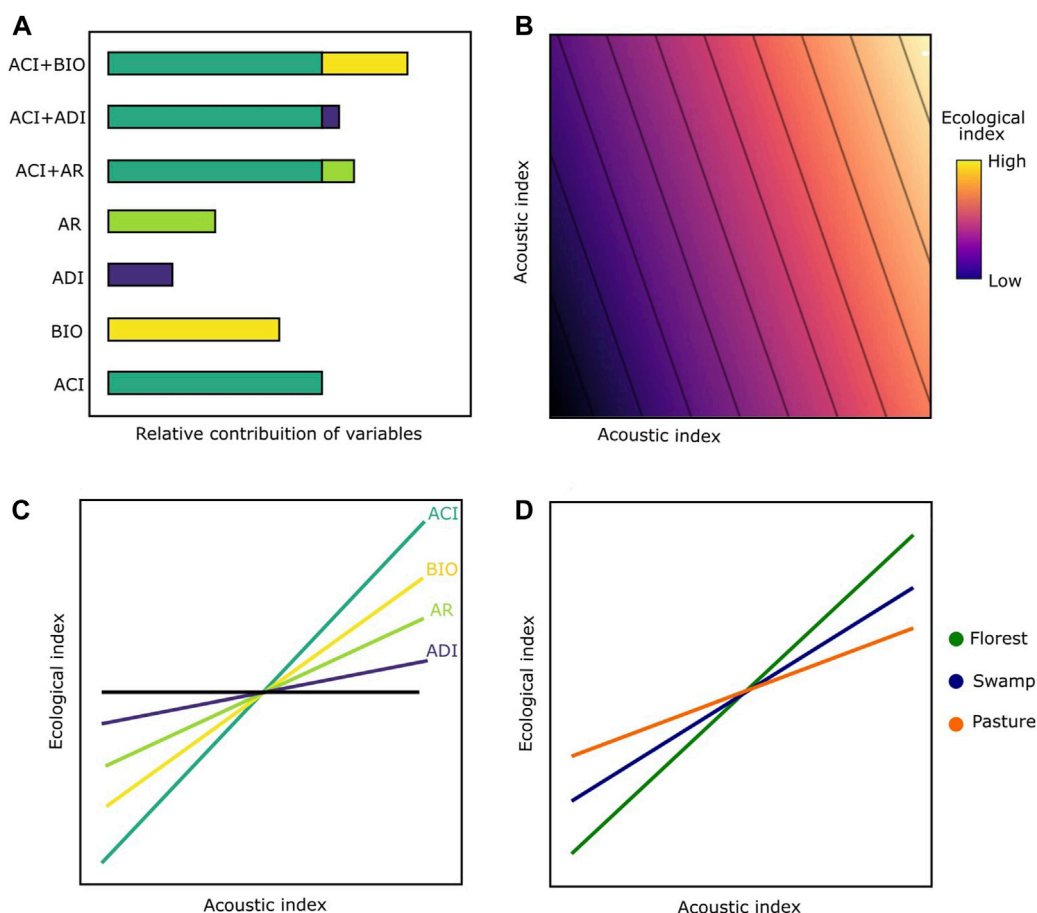 A
ACI+BIO
ACI+ADI
ACI+AR
AR
ADI
BIO
ACI
Relative contribuition of variables
B
Acoustic index
Acoustic index
Ecological
index
High
Low
C
ACI
BIO
AR
ADI
Ecological index
Acoustic index
D
Ecological index
Acoustic index
Florest
Swamp
Pasture